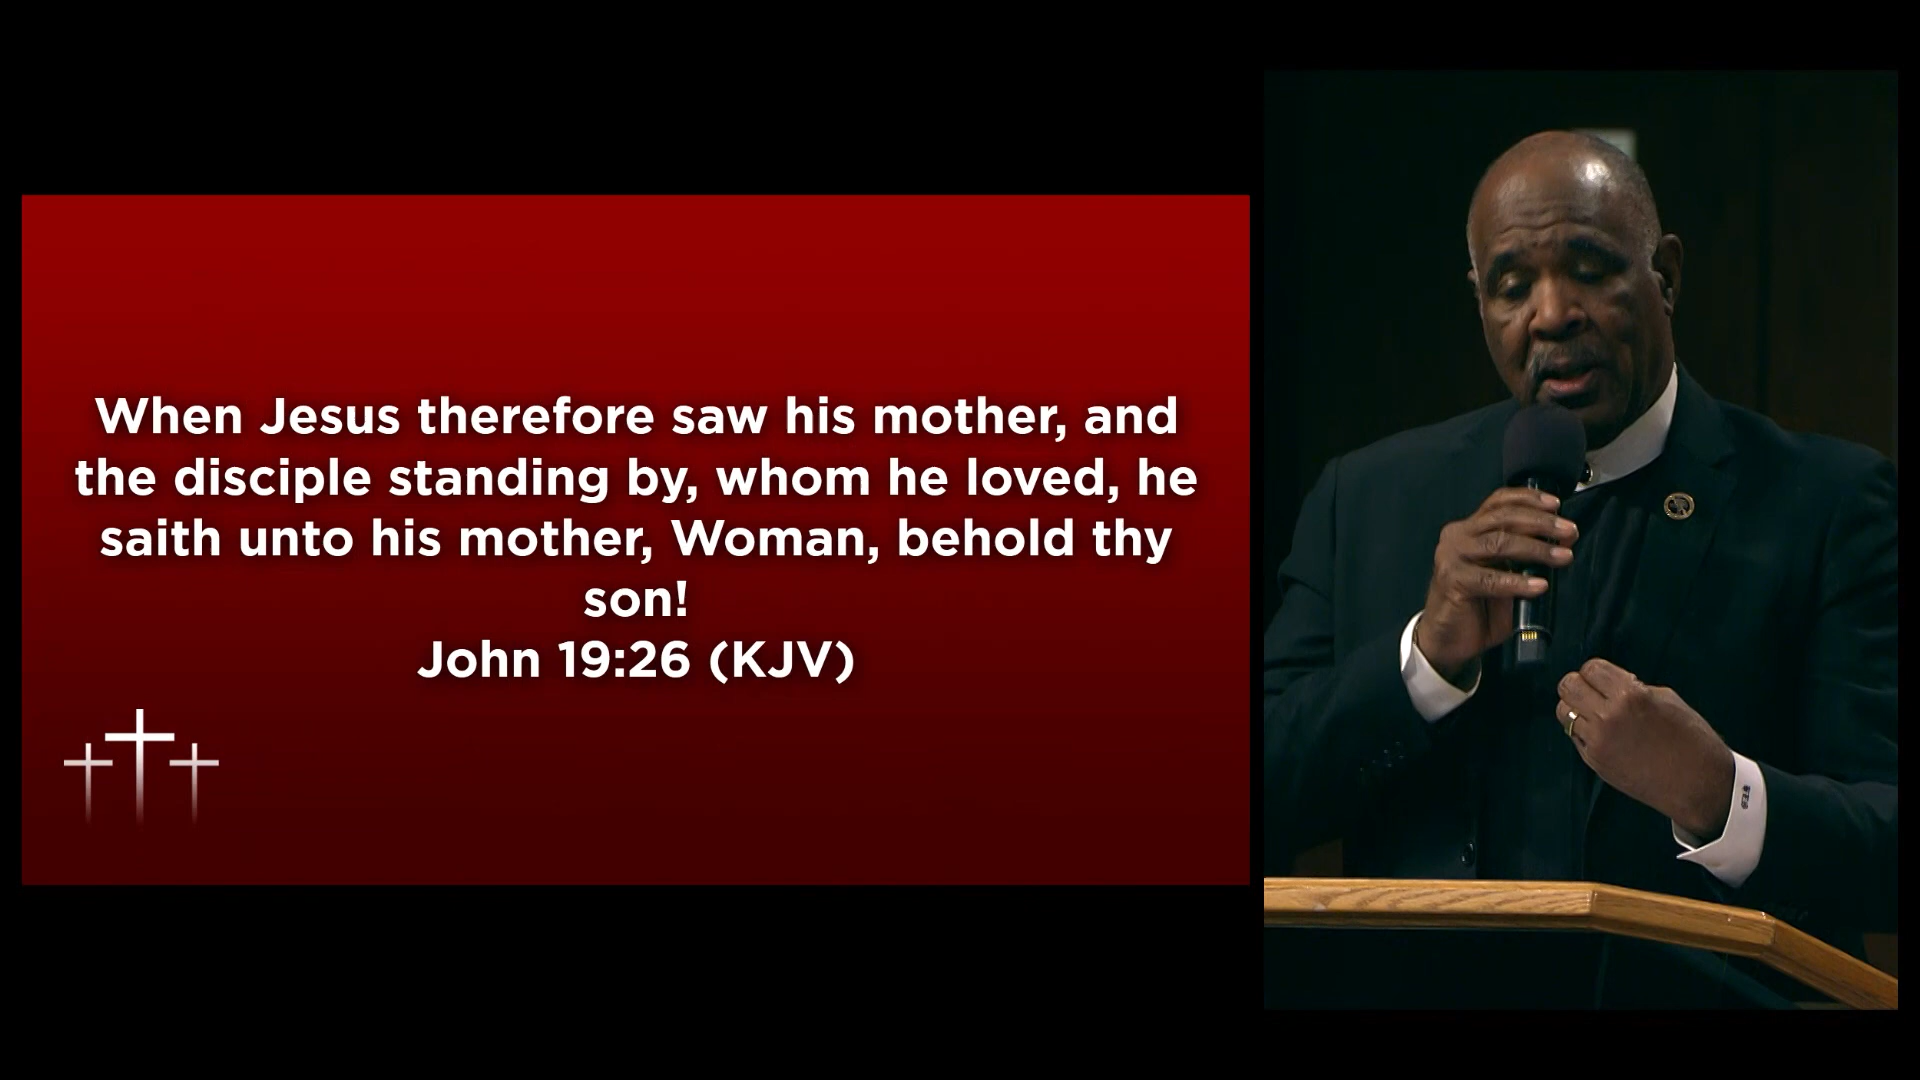 When Jesus therefore saw his mother, and
the disciple standing by, whom he loved, he
saith unto his mother, Woman, behold thy
son!
John 19:26 (KJV)